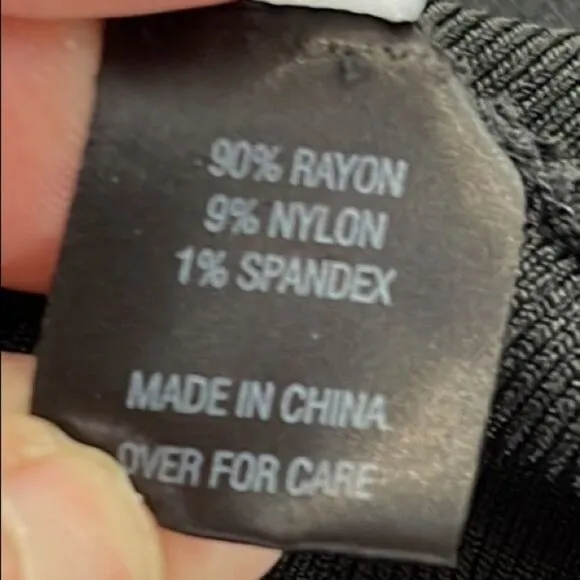 90% RAYON
9% NYLON
1% SPANDEX
MADE IN CHINA
OVER FOR CARE